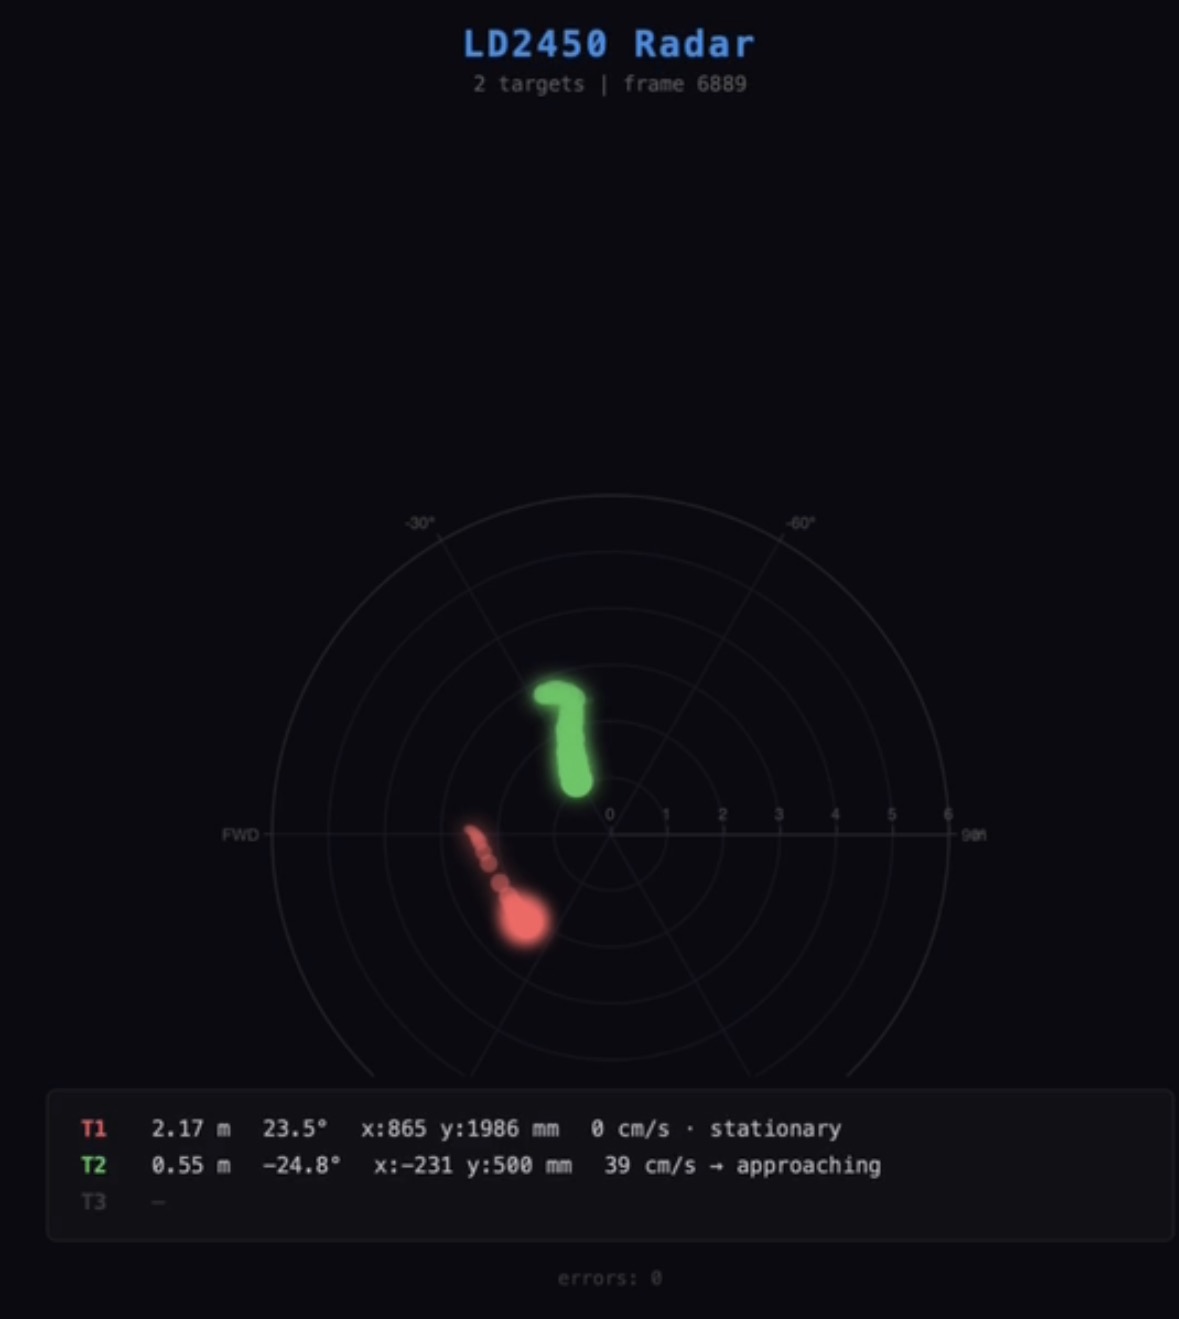 LD2450 Radar
2 targets | frame 6889
-30°
-60°
0 1 2 3 4 5 6
FWD
T1 2.17 m 23.5° x:865 y:1986 mm 0 cm/s · stationary
T2 0.55 m −24.8° x:−231 y:500 mm 39 cm/s → approaching
T3 —
errors: 0